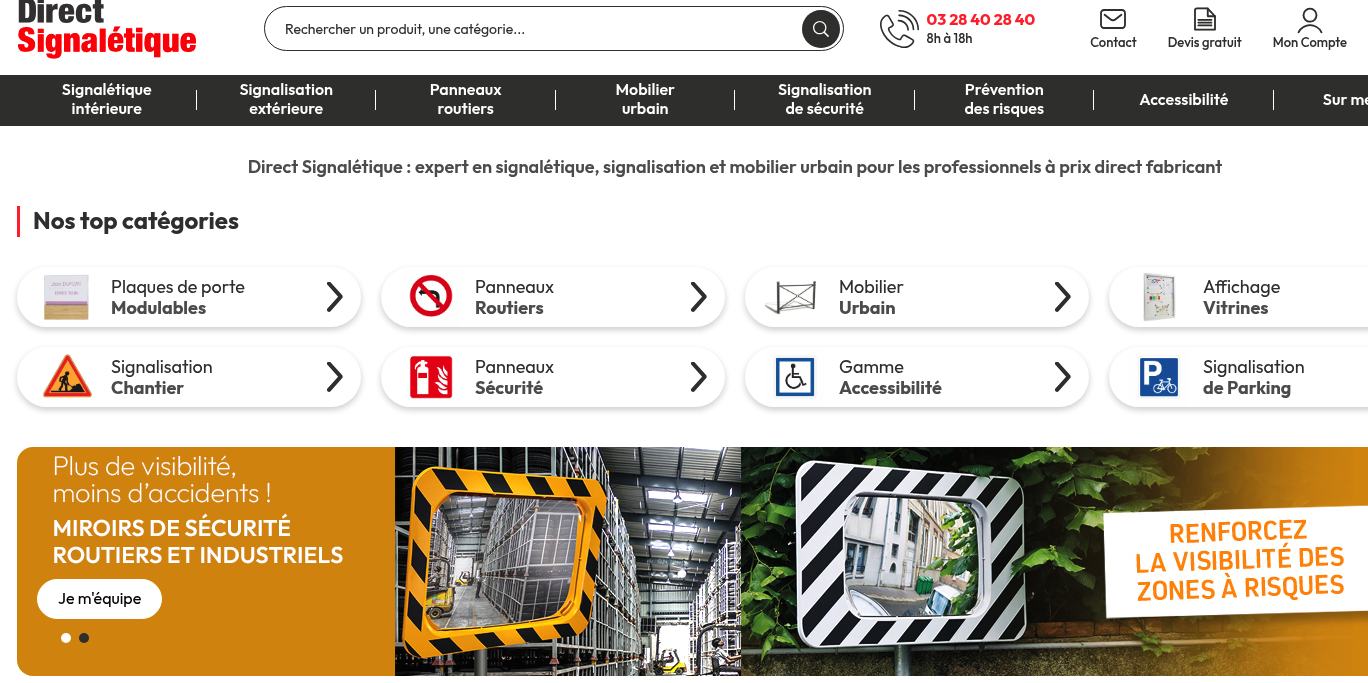 Direct
Signalétique
Rechercher un produit, une catégorie...
03 28 40 28 40
8h à 18h
Contact
Devis gratuit
Mon Compte
Signalétique
intérieure
Signalisation
extérieure
Panneaux
routiers
Mobilier
urbain
Signalisation
de sécurité
Prévention
des risques
Accessibilité
Sur me
Direct Signalétique : expert en signalétique, signalisation et mobilier urbain pour les professionnels à prix direct fabricant
Nos top catégories
Plaques de porte
Modulables
Panneaux
Routiers
Mobilier
Urbain
Affichage
Vitrines
Signalisation
Chantier
Panneaux
Sécurité
Gamme
Accessibilité
P
Signalisation
de Parking
Plus de visibilité,
moins d'accidents !
MIROIRS DE SÉCURITÉ
ROUTIERS ET INDUSTRIELS
Je m'équipe
RENFORCEZ
LA VISIBILITÉ DES
ZONES À RISQUES